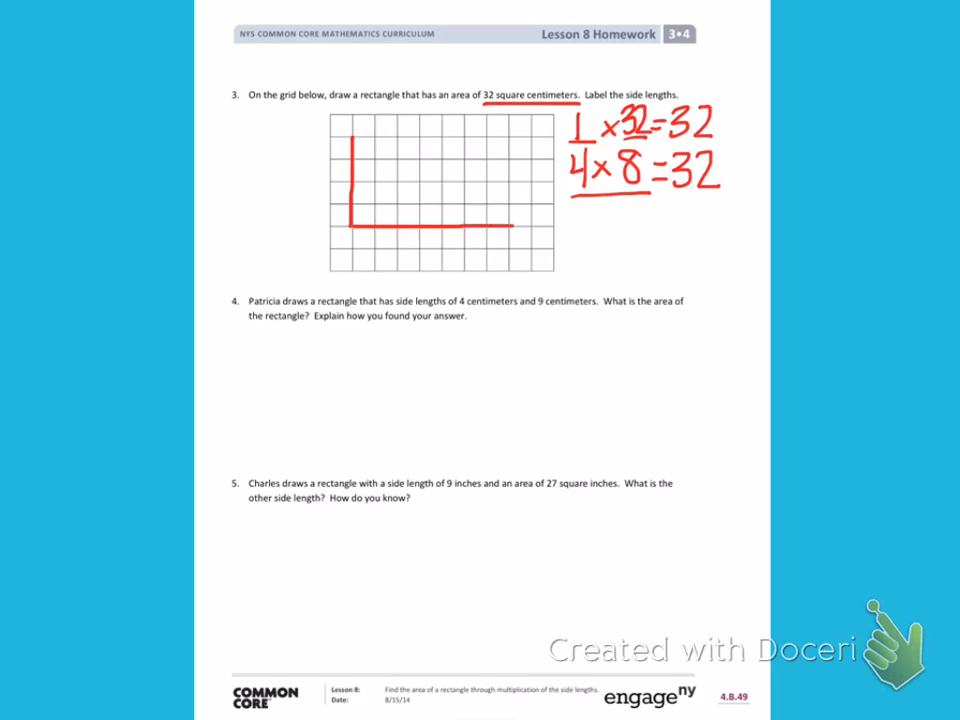 NYS COMMON CORE MATHEMATICS CURRICULUM Lesson 8 Homework 3•4
3. On the grid below, draw a rectangle that has an area of 32 square centimeters. Label the side lengths.
1 × 32 = 32
4 × 8 = 32
4. Patricia draws a rectangle that has side lengths of 4 centimeters and 9 centimeters. What is the area of
the rectangle? Explain how you found your answer.
5. Charles draws a rectangle with a side length of 9 inches and an area of 27 square inches. What is the
other side length? How do you know?
Created with Doceri
COMMON
CORE
Lesson 8: Find the area of a rectangle through multiplication of the side lengths.
Date: 8/15/14
engageny
4.B.49